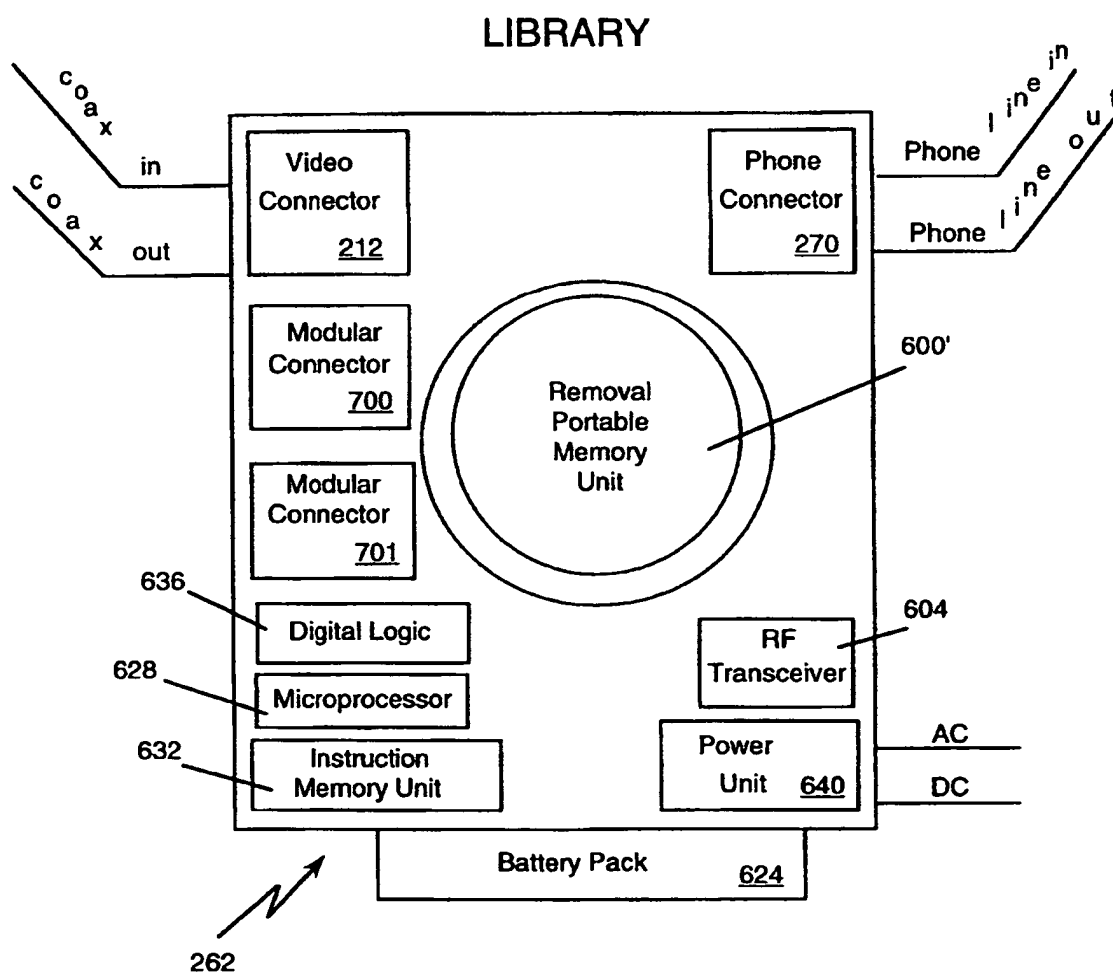 LIBRARY
coax in
coax out
Phone line in
Phone line out
Video
Connector
212
Phone
Connector
270
Modular
Connector
700
600'
Removal
Portable
Memory
Unit
Modular
Connector
701
636
Digital Logic
604
RF
Transceiver
628
Microprocessor
632
Instruction
Memory Unit
Power
Unit
640
AC
DC
Battery Pack
624
262